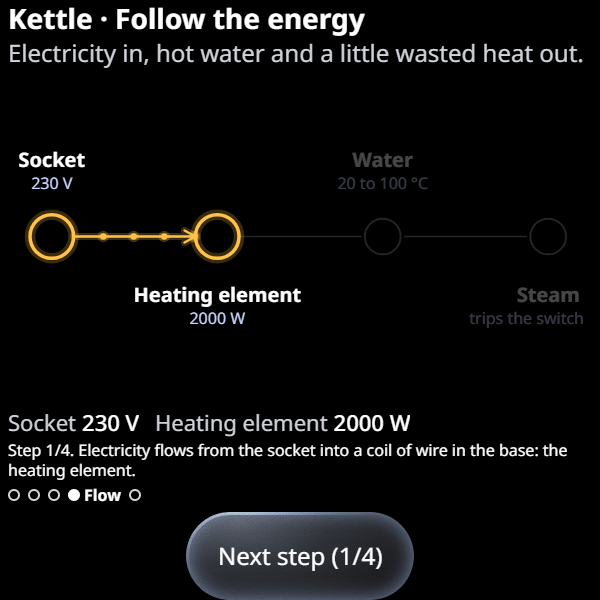 Kettle · Follow the energy
Electricity in, hot water and a little wasted heat out.
Socket
230 V
Water
20 to 100 °C
Heating element
2000 W
Steam
trips the switch
Socket 230 V Heating element 2000 W
Step 1/4. Electricity flows from the socket into a coil of wire in the base: the
heating element.
Flow
Next step (1/4)